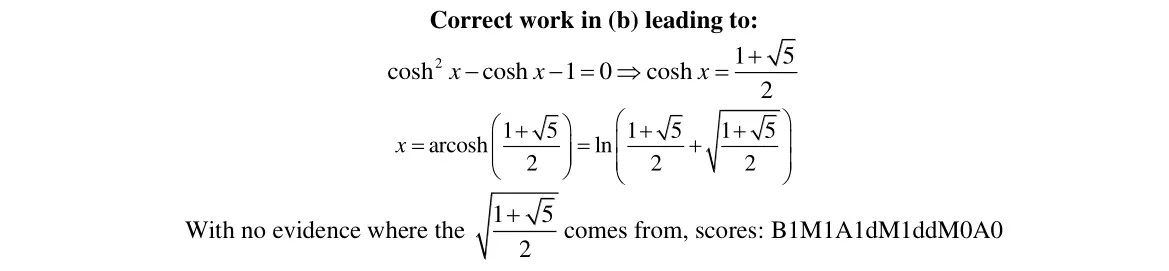 Correct work in (b) leading to:
cosh² x − cosh x − 1 = 0 ⇒ cosh x = (1+√5)/2
x = arcosh((1+√5)/2) = ln((1+√5)/2 + √((1+√5)/2))
With no evidence where the √((1+√5)/2) comes from, scores: B1M1A1dM1ddM0A0